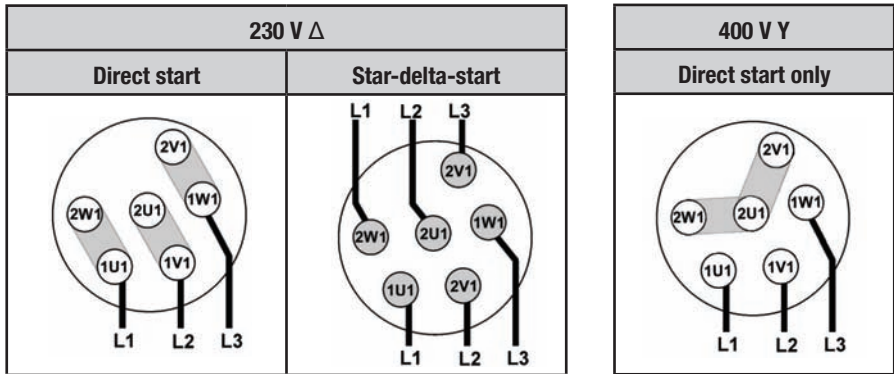 230 V Δ
400 V Y
Direct start
Star-delta-start
Direct start only
2V1
2W1
2U1
1W1
1U1
1V1
L1
L2
L3
L1
L2
L3
2V1
2W1
2U1
1W1
1U1
2V1
L1
L2
L3
2V1
2W1
2U1
1W1
1U1
1V1
L1
L2
L3